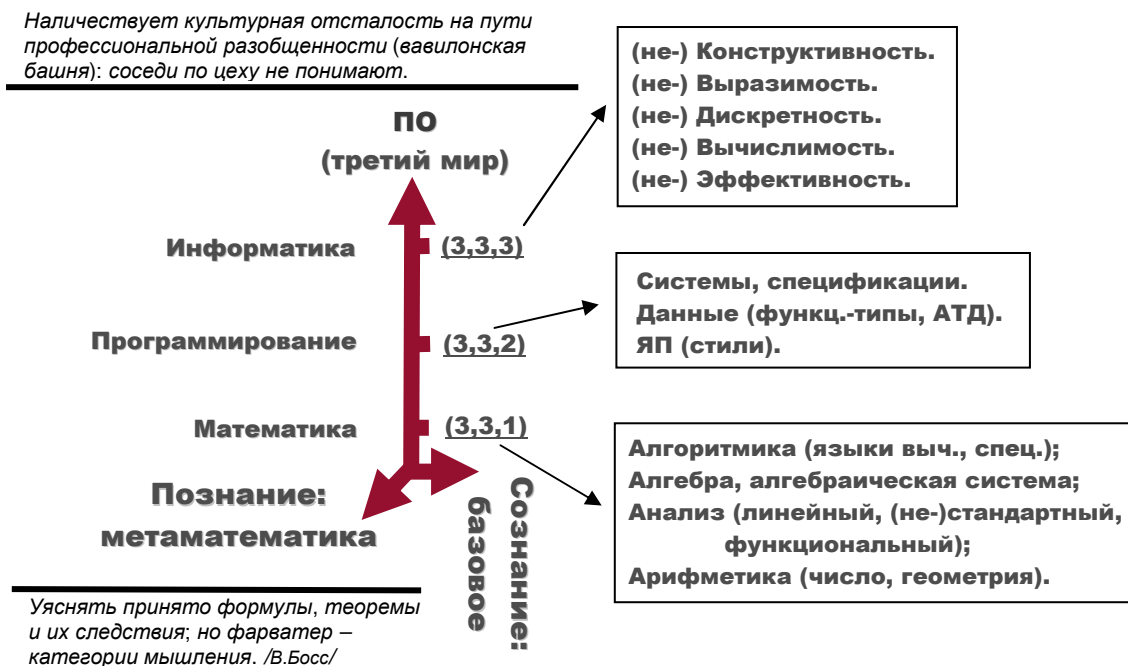 Наличествует культурная отсталость на пути
профессиональной разобщенности (вавилонская
башня): соседи по цеху не понимают.
ПО
(третий мир)
(не-) Конструктивность.
(не-) Выразимость.
(не-) Дискретность.
(не-) Вычислимость.
(не-) Эффективность.
Информатика
(3,3,3)
Системы, спецификации.
Данные (функц.-типы, АТД).
ЯП (стили).
Программирование
(3,3,2)
Математика
(3,3,1)
Алгоритмика (языки выч., спец.);
Алгебра, алгебраическая система;
Анализ (линейный, (не-)стандартный,
функциональный);
Арифметика (число, геометрия).
Познание:
метаматематика
Сознание:
базовое
Уяснять принято формулы, теоремы
и их следствия; но фарватер –
категории мышления. /В.Босс/